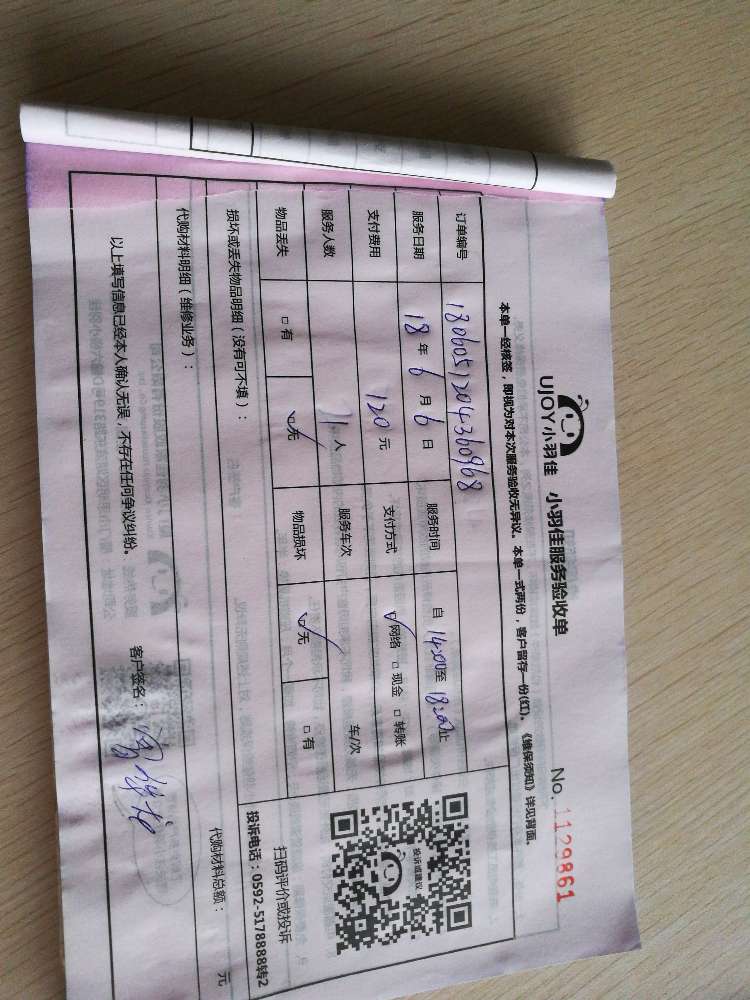 UJOY小羽佳 小羽佳服务验收单 No. 1129861
本单一经核签，即视为对本次服务验收无异议。本单一式两份，客户留存一份(红)。《维保须知》详见背面。
订单编号 1806051204360968 服务时间 自 14:00至 18:00止
服务日期 18 年 6 月 6 日 支付方式 ☑网络 □现金 □转账
支付费用 120 元 服务车次 车/次
服务人数 人
物品丢失 □有 ☑无 物品损坏 ☑无 □有
投诉或建议
扫码评价或投诉
投诉电话：0592-5178888转2
损坏或丢失物品明细（没有可不填）：
代购材料明细（维修业务）： 代购材料总额： 元
以上填写信息已经本人确认无误，不存在任何争议纠纷。 客户签名：